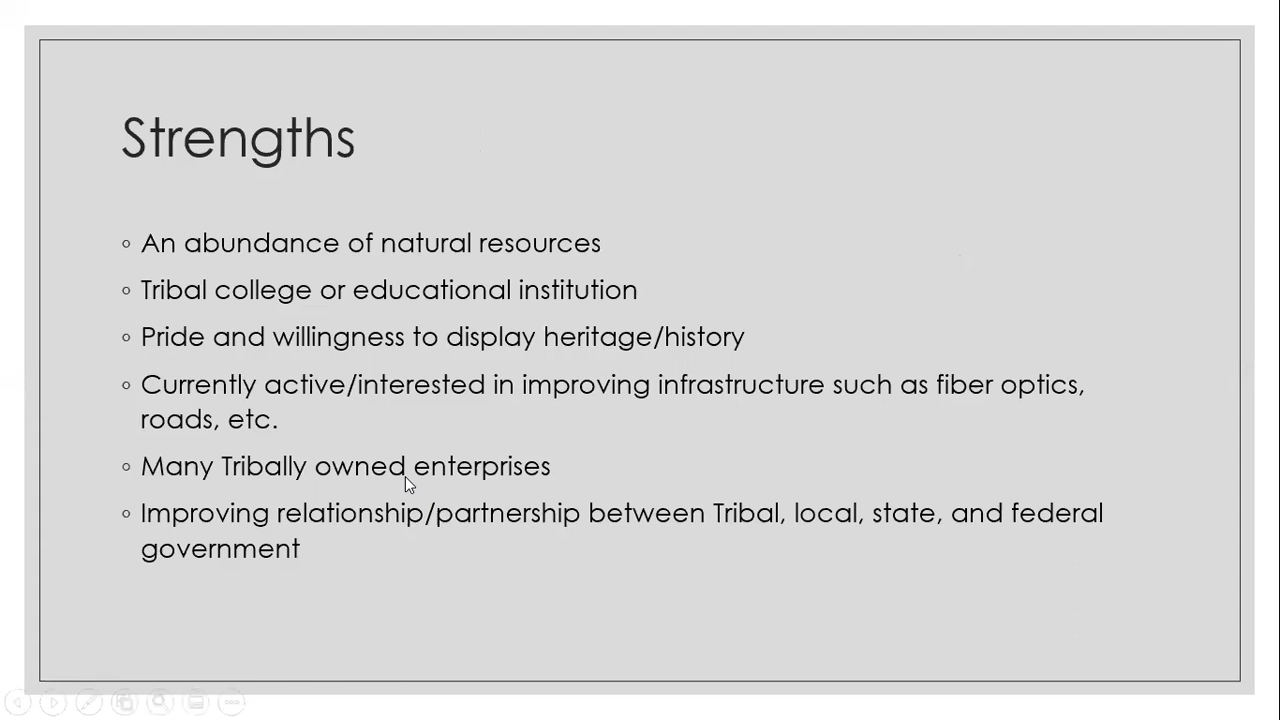 Strengths
◦ An abundance of natural resources
◦ Tribal college or educational institution
◦ Pride and willingness to display heritage/history
◦ Currently active/interested in improving infrastructure such as fiber optics,
roads, etc.
◦ Many Tribally owned enterprises
◦ Improving relationship/partnership between Tribal, local, state, and federal
government